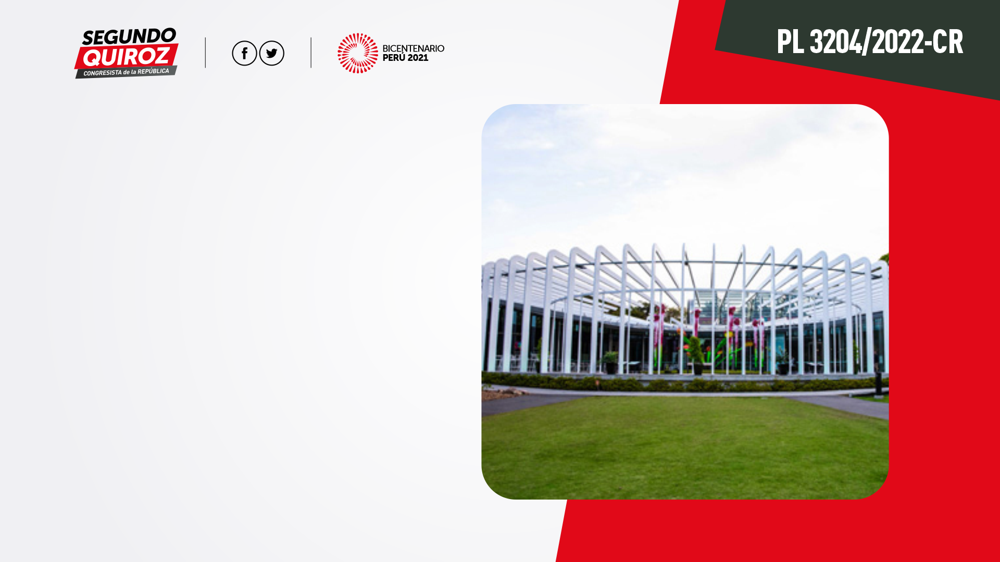 SEGUNDO
QUIROZ
CONGRESISTA de la REPÚBLICA
BICENTENARIO
PERÚ 2021
PL 3204/2022-CR